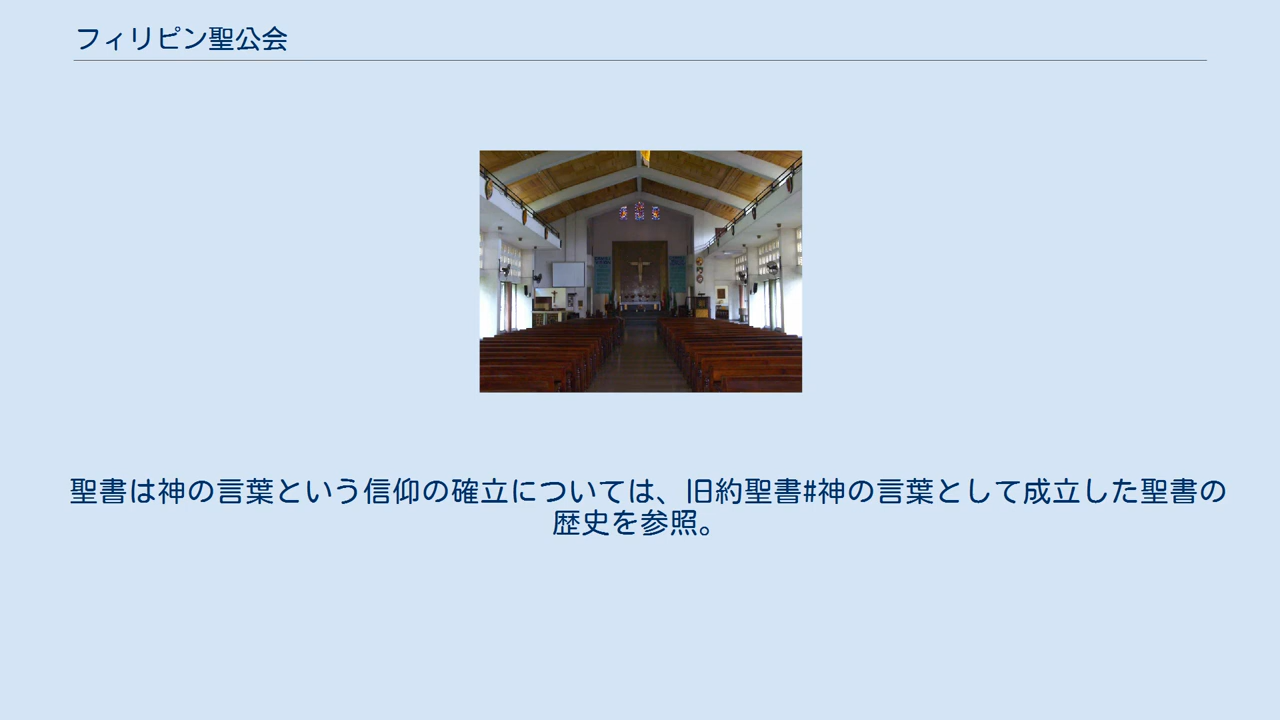 フィリピン聖公会
聖書は神の言葉という信仰の確立については、旧約聖書#神の言葉として成立した聖書の
歴史を参照。